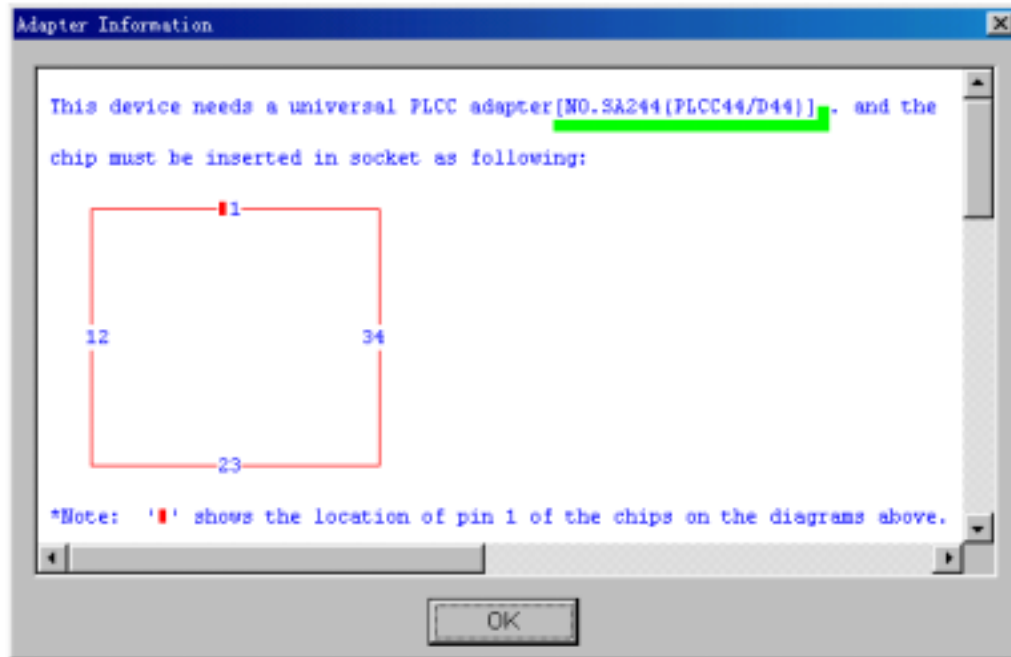 Adapter Information
This device needs a universal PLCC adapter[NO.SA244(PLCC44/D44)] . and the
chip must be inserted in socket as following:
1
12 34
23
*Note: '▮' shows the location of pin 1 of the chips on the diagrams above.
OK